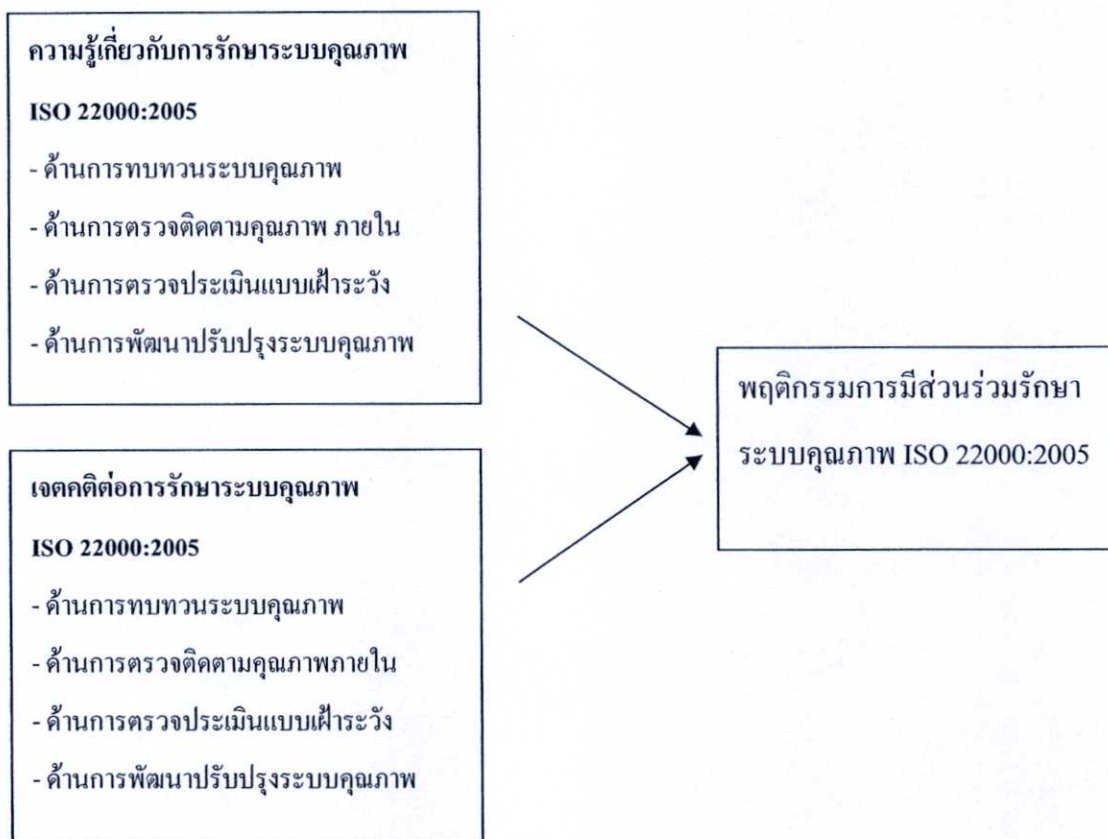 ความรู้เกี่ยวกับการรักษาระบบคุณภาพ
ISO 22000:2005
- ด้านการทบทวนระบบคุณภาพ
- ด้านการตรวจติดตามคุณภาพ ภายใน
- ด้านการตรวจประเมินแบบเฝ้าระวัง
- ด้านการพัฒนาปรับปรุงระบบคุณภาพ
เจตคติต่อการรักษาระบบคุณภาพ
ISO 22000:2005
- ด้านการทบทวนระบบคุณภาพ
- ด้านการตรวจติดตามคุณภาพภายใน
- ด้านการตรวจประเมินแบบเฝ้าระวัง
- ด้านการพัฒนาปรับปรุงระบบคุณภาพ
พฤติกรรมการมีส่วนร่วมรักษา
ระบบคุณภาพ ISO 22000:2005